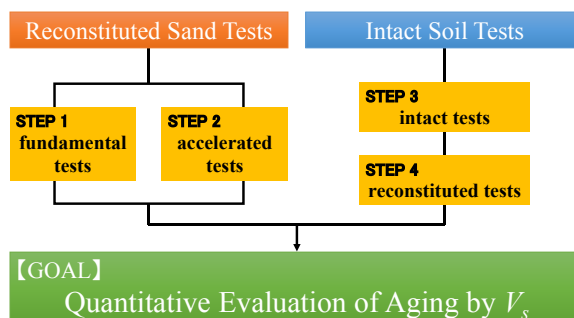 Reconstituted Sand Tests
Intact Soil Tests
STEP 1
fundamental
tests
STEP 2
accelerated
tests
STEP 3
intact tests
STEP 4
reconstituted tests
【GOAL】
Quantitative Evaluation of Aging by Vs